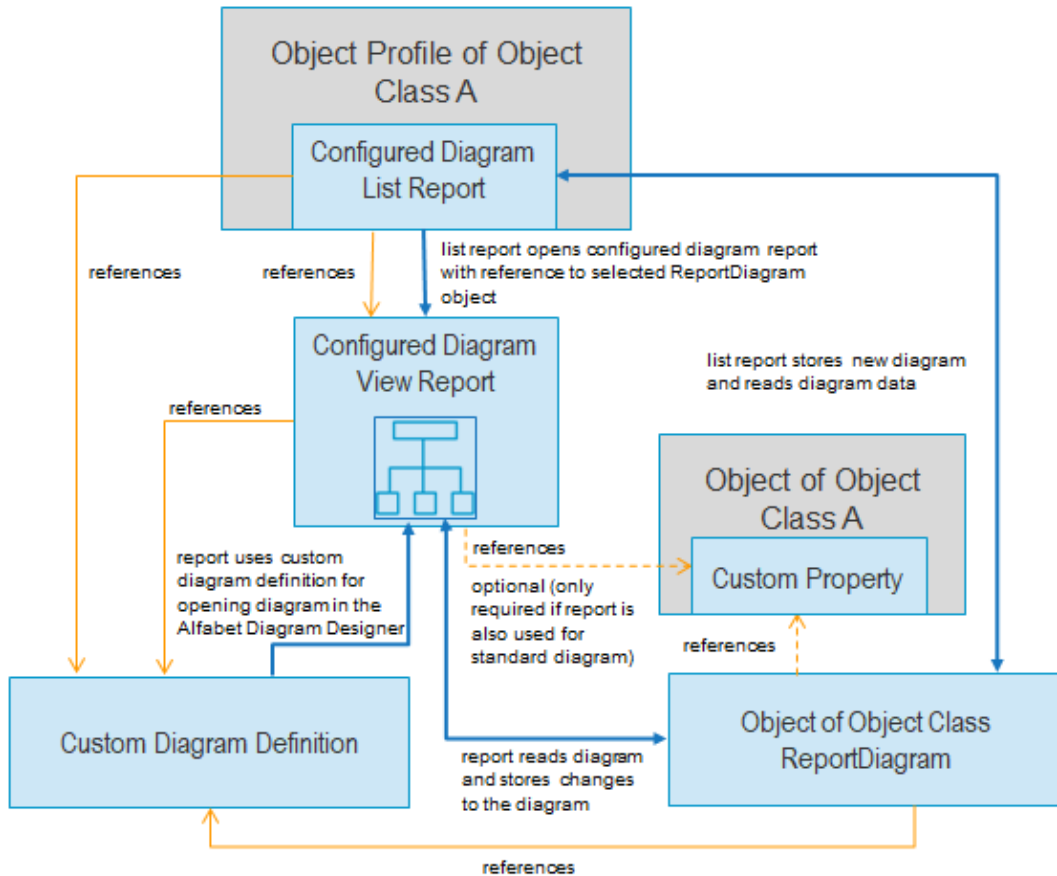 Object Profile of Object
Class A
Configured Diagram
List Report
references
references
list report opens configured diagram report
with reference to selected ReportDiagram
object
Configured Diagram
View Report
list report stores new diagram
and reads diagram data
references
Object of Object
Class A
Custom Property
references
optional (only
required if report is
also used for
standard diagram)
report uses custom
diagram definition for
opening diagram in the
Alfabet Diagram Designer
references
Custom Diagram Definition
Object of Object Class
ReportDiagram
report reads diagram
and stores changes
to the diagram
references